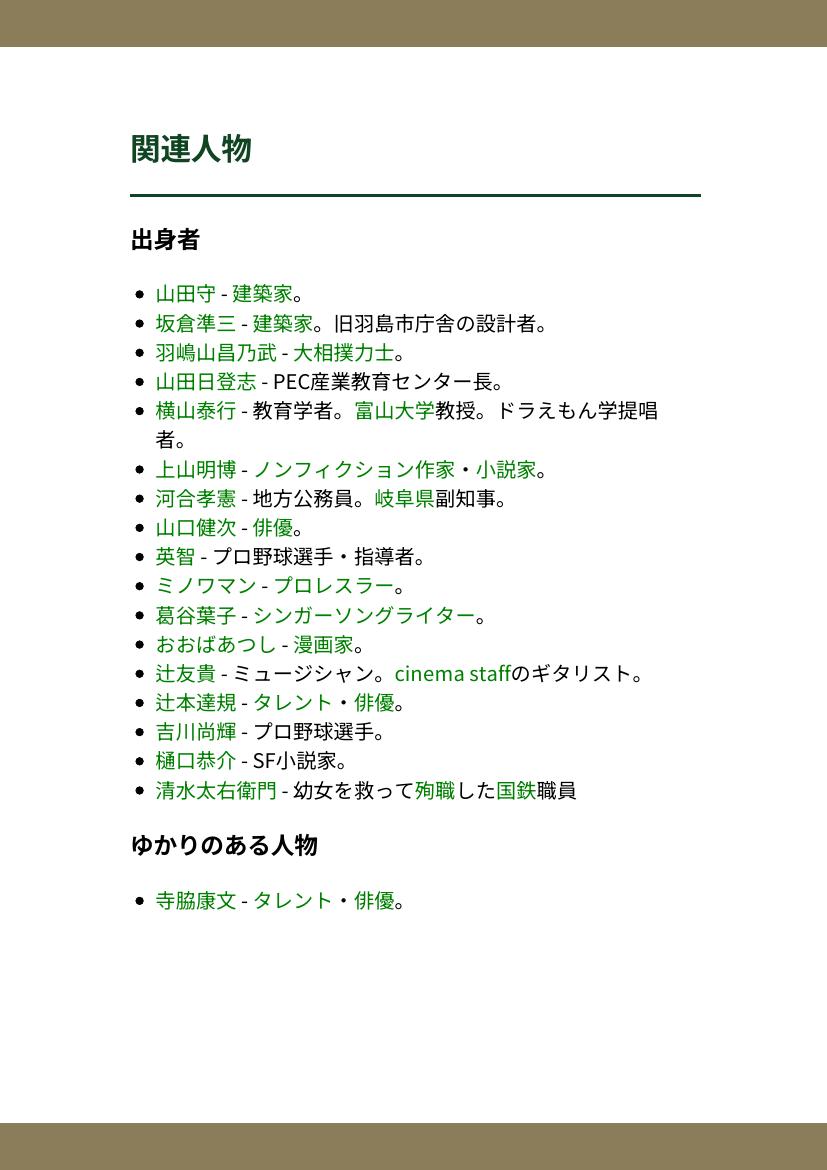 関連人物
出身者
山田守 - 建築家。
坂倉準三 - 建築家。旧羽島市庁舎の設計者。
羽嶋山昌乃武 - 大相撲力士。
山田日登志 - PEC産業教育センター長。
横山泰行 - 教育学者。富山大学教授。ドラえもん学提唱
者。
上山明博 - ノンフィクション作家・小説家。
河合孝憲 - 地方公務員。岐阜県副知事。
山口健次 - 俳優。
英智 - プロ野球選手・指導者。
ミノワマン - プロレスラー。
葛谷葉子 - シンガーソングライター。
おおばあつし - 漫画家。
辻友貴 - ミュージシャン。cinema staffのギタリスト。
辻本達規 - タレント・俳優。
吉川尚輝 - プロ野球選手。
樋口恭介 - SF小説家。
清水太右衛門 - 幼女を救って殉職した国鉄職員
ゆかりのある人物
寺脇康文 - タレント・俳優。